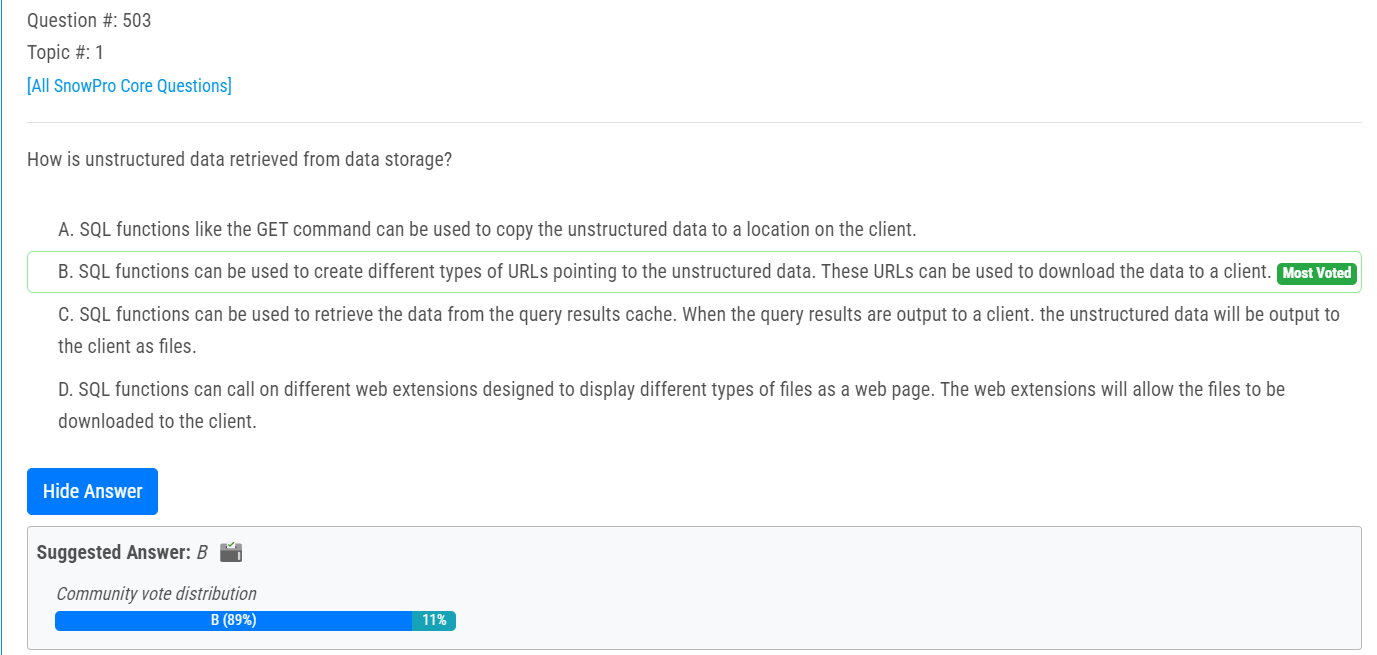 Question #: 503
Topic #: 1
[All SnowPro Core Questions]
How is unstructured data retrieved from data storage?
A. SQL functions like the GET command can be used to copy the unstructured data to a location on the client.
B. SQL functions can be used to create different types of URLs pointing to the unstructured data. These URLs can be used to download the data to a client. Most Voted
C. SQL functions can be used to retrieve the data from the query results cache. When the query results are output to a client. the unstructured data will be output to
the client as files.
D. SQL functions can call on different web extensions designed to display different types of files as a web page. The web extensions will allow the files to be
downloaded to the client.
Hide Answer
Suggested Answer: B
Community vote distribution
B (89%) 11%